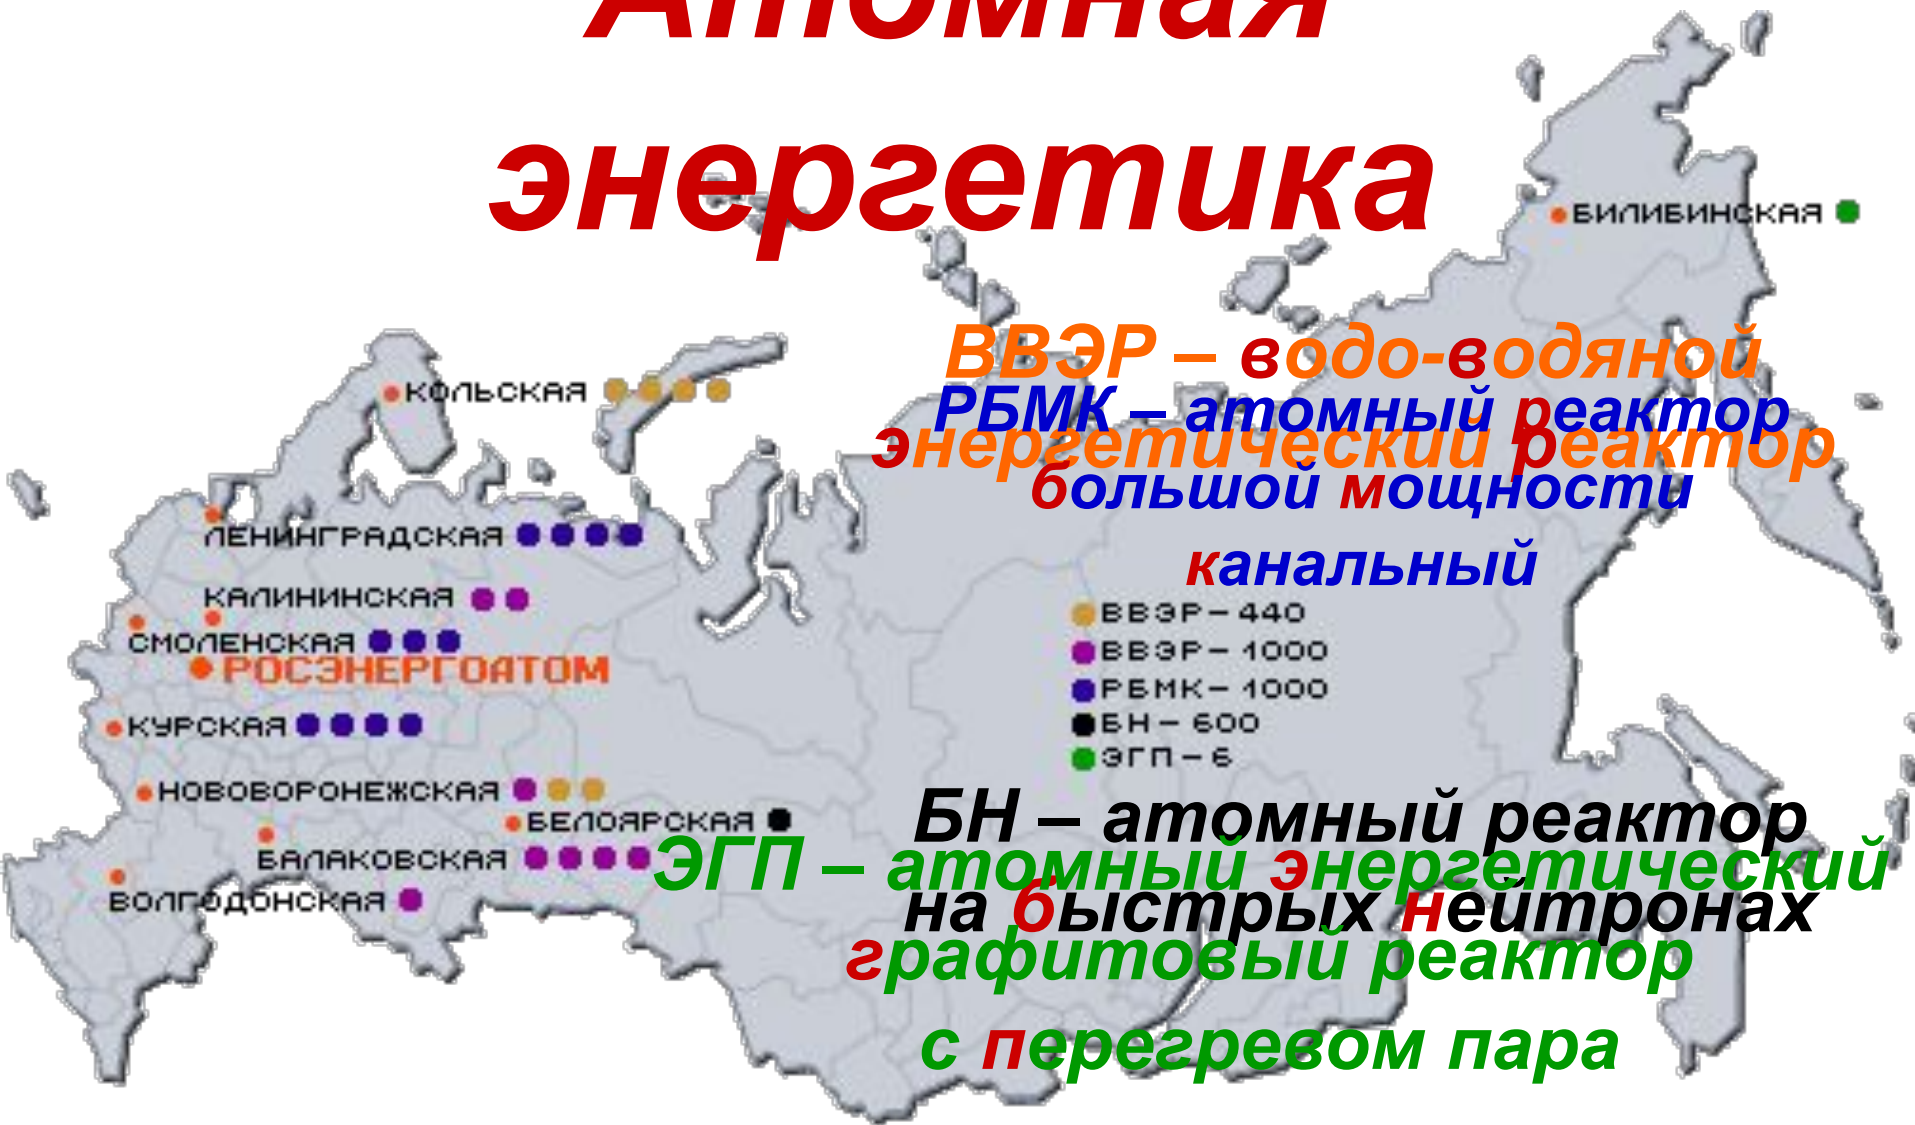 Атомная
энергетика
БИЛИБИНСКАЯ
ВВЭР – водо-водяной
энергетический реактор
РБМК – атомный реактор
большой мощности
канальный
КОЛЬСКАЯ
ЛЕНИНГРАДСКАЯ
КАЛИНИНСКАЯ
СМОЛЕНСКАЯ
РОСЭНЕРГОАТОМ
КУРСКАЯ
НОВОВОРОНЕЖСКАЯ
БЕЛОЯРСКАЯ
БАЛАКОВСКАЯ
ВОЛГОДОНСКАЯ
ВВЭР – 440
ВВЭР – 1000
РБМК – 1000
БН – 600
ЭГП – 6
БН – атомный реактор
на быстрых нейтронах
ЭГП – атомный энергетический
графитовый реактор
с перегревом пара